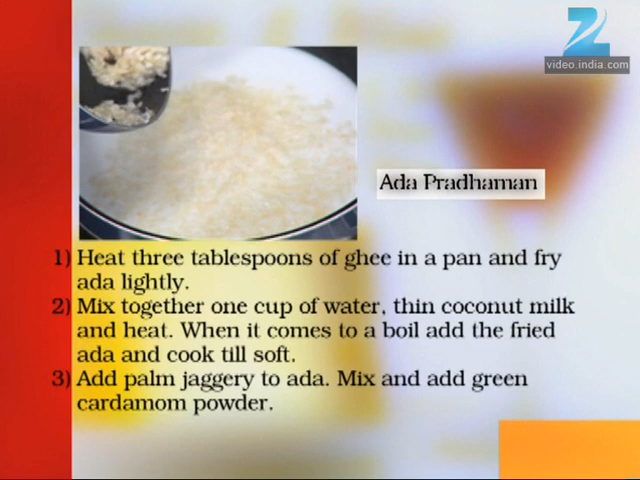 video.india.com
Ada Pradhaman
1) Heat three tablespoons of ghee in a pan and fry
ada lightly.
2) Mix together one cup of water, thin coconut milk
and heat. When it comes to a boil add the fried
ada and cook till soft.
3) Add palm jaggery to ada. Mix and add green
cardamom powder.